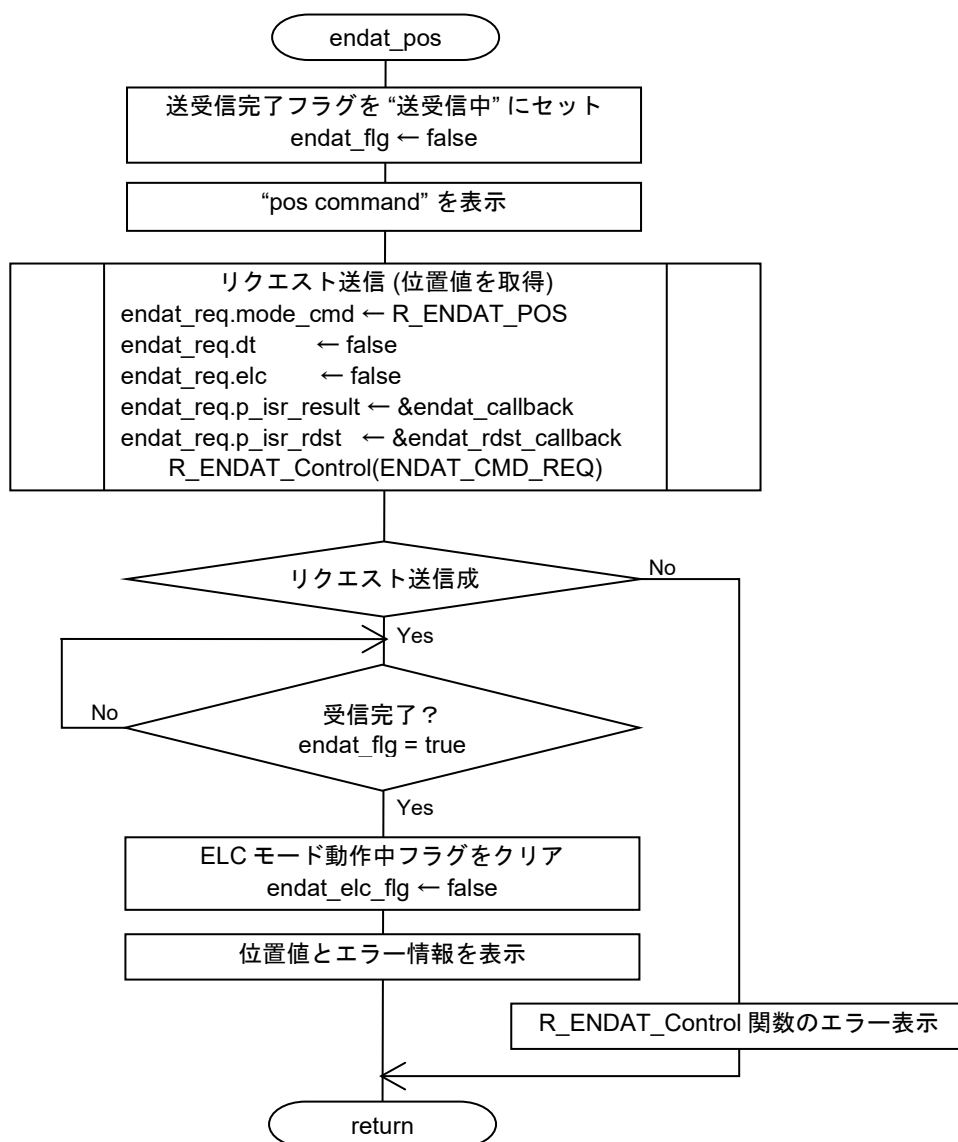 endat_pos
送受信完了フラグを “送受信中” にセット
endat_flg ← false
“pos command” を表示
リクエスト送信 (位置値を取得)
endat_req.mode_cmd ← R_ENDAT_POS
endat_req.dt ← false
endat_req.elc ← false
endat_req.p_isr_result ← &endat_callback
endat_req.p_isr_rdst ← &endat_rdst_callback
R_ENDAT_Control(ENDAT_CMD_REQ)
リクエスト送信成
No
Yes
No
受信完了？
endat_flg = true
Yes
ELC モード動作中フラグをクリア
endat_elc_flg ← false
位置値とエラー情報を表示
R_ENDAT_Control 関数のエラー表示
return